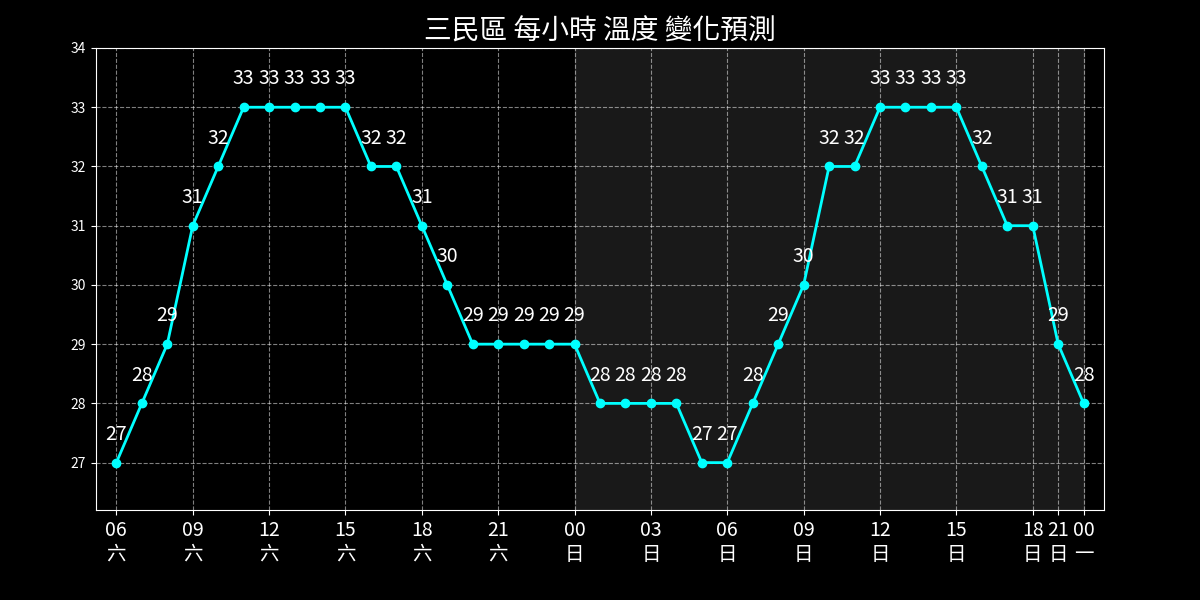 三民區 每小時 溫度 變化預測
34
33 33 33 33 33 33 33 33 33
33
32 32 32 32 32 32
32
31 31 31 31
31
30 30
30
29 29 29 29 29 29 29 29
29
28 28 28 28 28 28 28
28
27 27 27
27
06 09 12 15 18 21 00 03 06 09 12 15 18 21 00
六 六 六 六 六 六 日 日 日 日 日 日 日 日 一